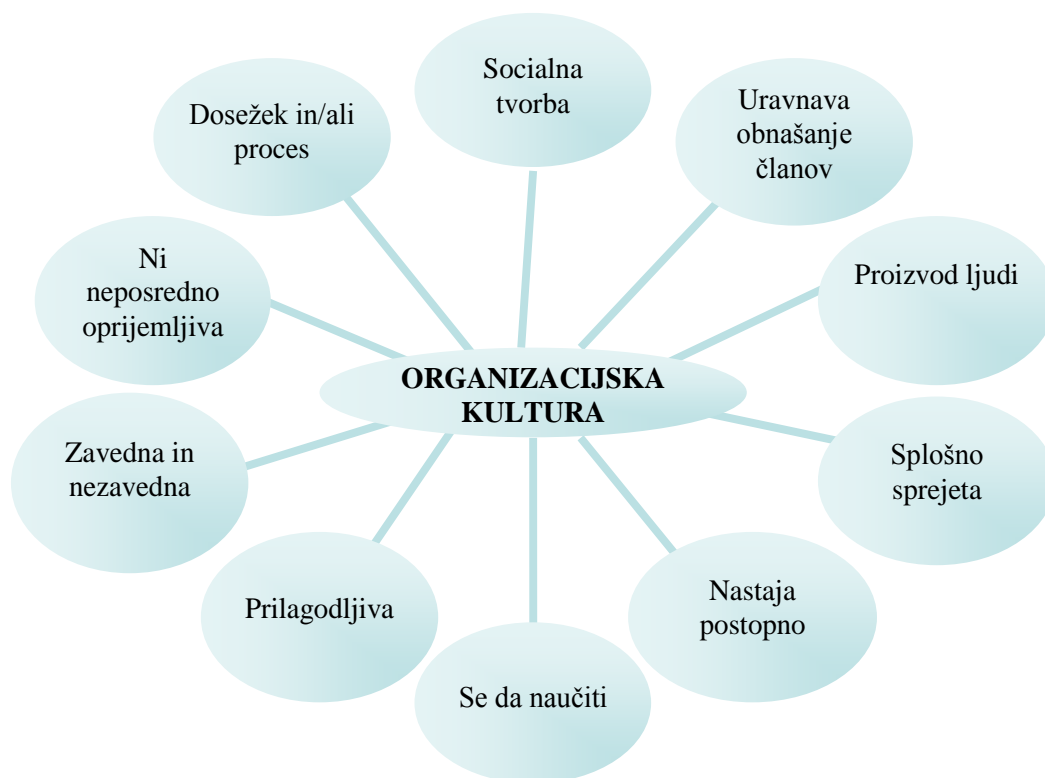 Socialna
tvorba
Uravnava
obnašanje
članov
Proizvod ljudi
Splošno
sprejeta
Nastaja
postopno
Se da naučiti
Prilagodljiva
Zavedna in
nezavedna
Ni
neposredno
oprijemljiva
Dosežek in/ali
proces
ORGANIZACIJSKA
KULTURA